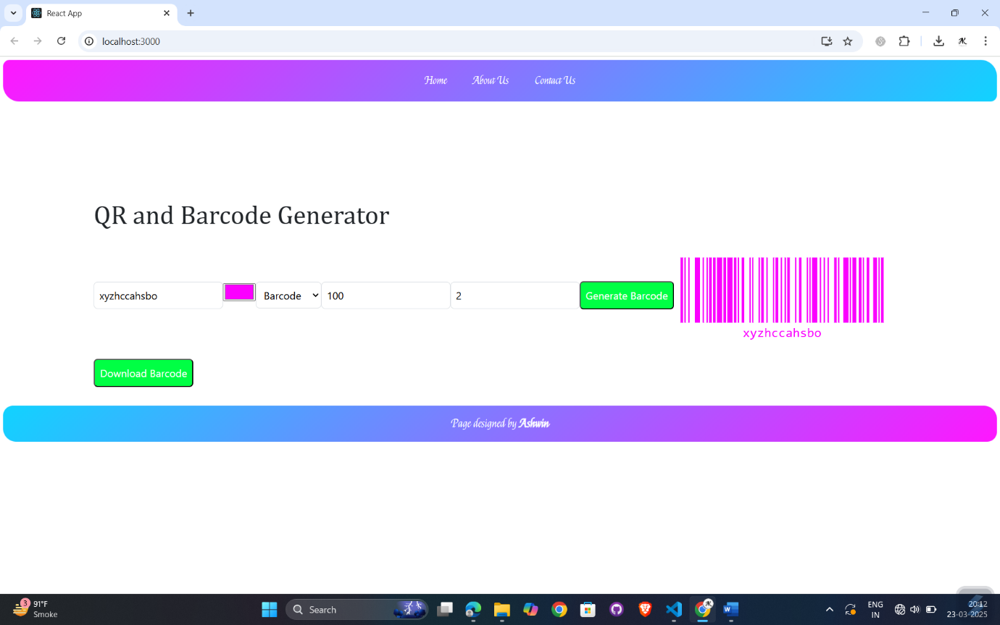 React App
localhost:3000
Home About Us Contact Us
QR and Barcode Generator
xyzhccahsbo Barcode 100 2 Generate Barcode
xyzhccahsbo
Download Barcode
Page designed by Ashwin
3 91°F
Smoke
Search
ENG
IN
20:12
23-03-2025